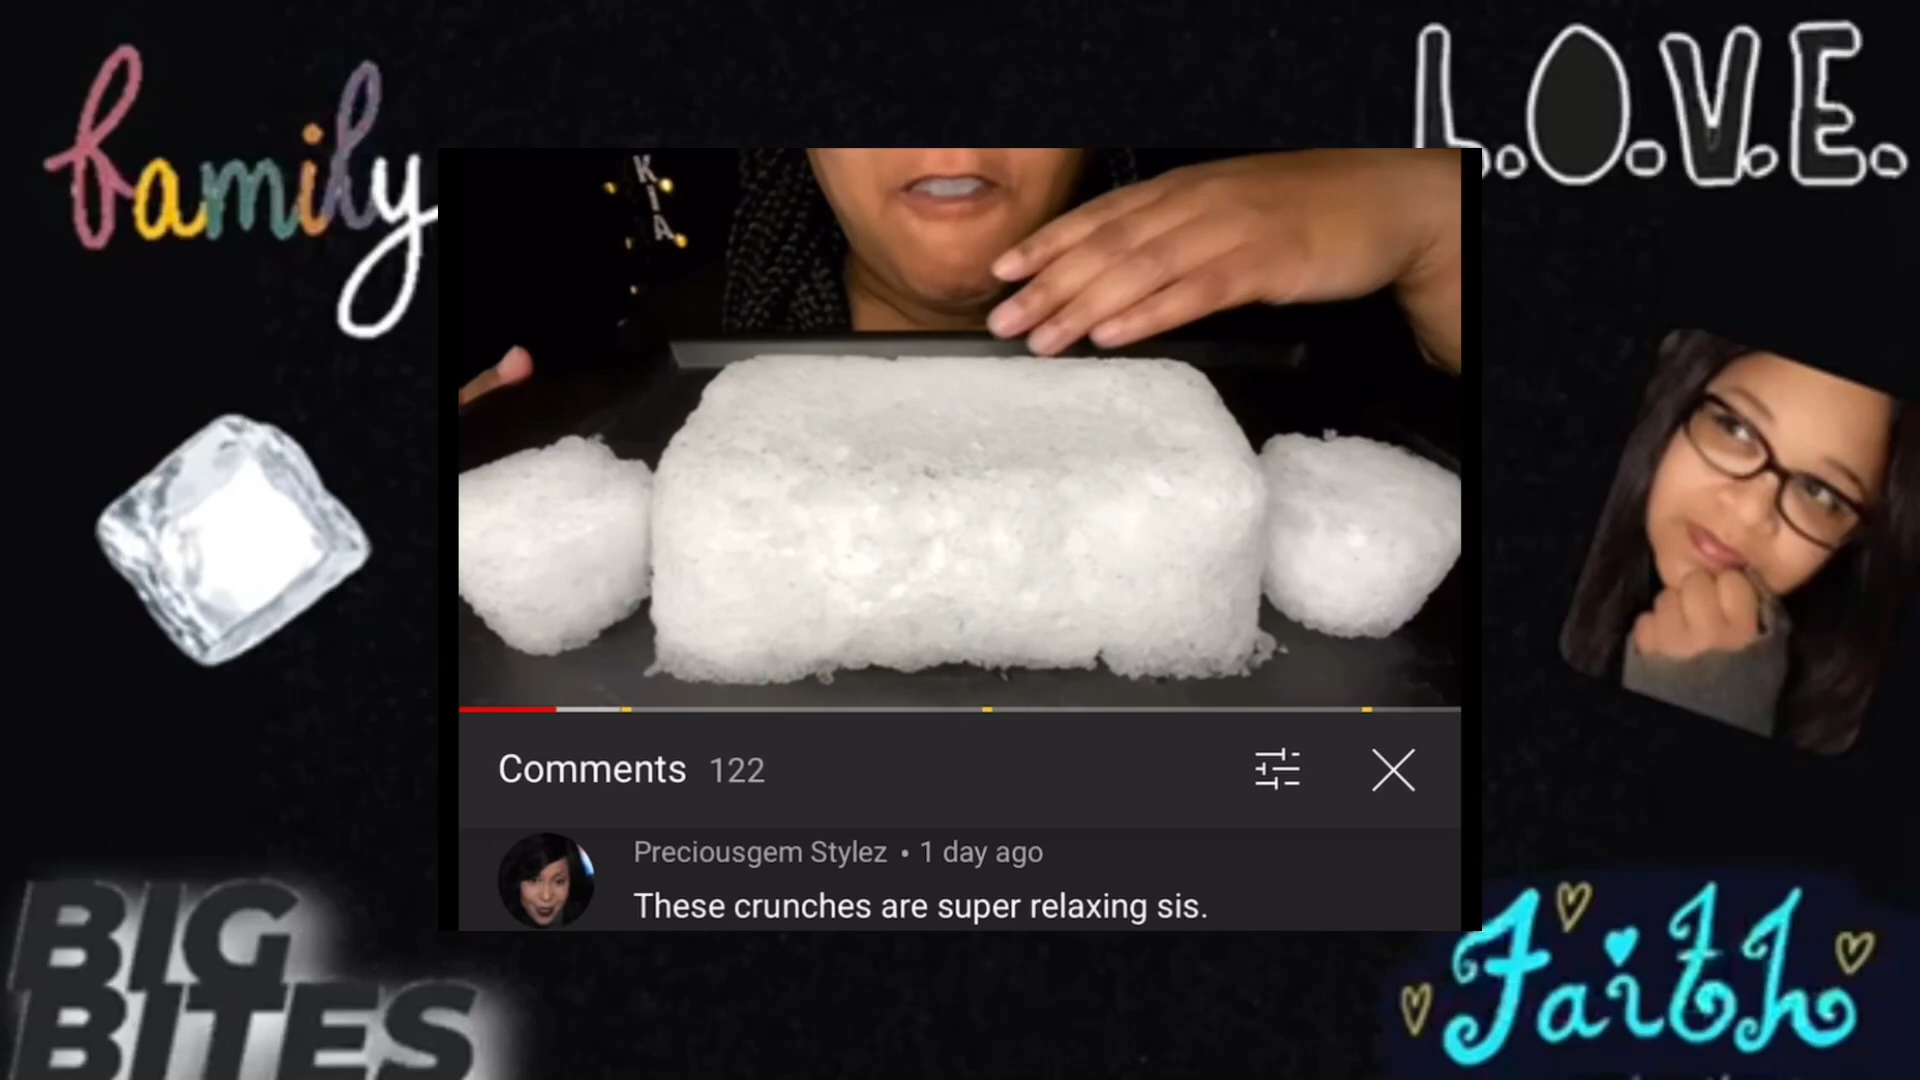 family
L.O.V.E.
KIA
Comments 122
Preciousgem Stylez • 1 day ago
These crunches are super relaxing sis.
BIG
BITES
Faith